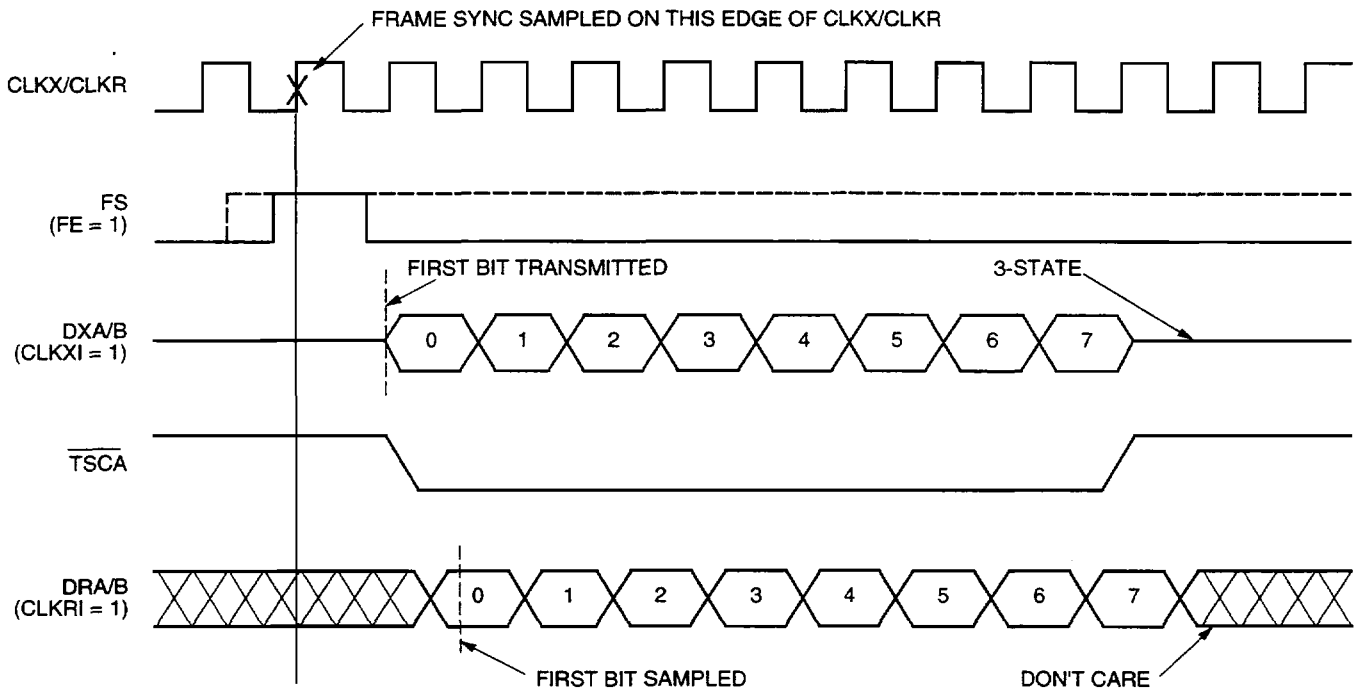 FRAME SYNC SAMPLED ON THIS EDGE OF CLKX/CLKR
CLKX/CLKR
FS
(FE = 1)
FIRST BIT TRANSMITTED
3-STATE
DXA/B
(CLKXI = 1)
0 1 2 3 4 5 6 7
TSCA
DRA/B
(CLKRI = 1)
0 1 2 3 4 5 6 7
FIRST BIT SAMPLED
DON'T CARE